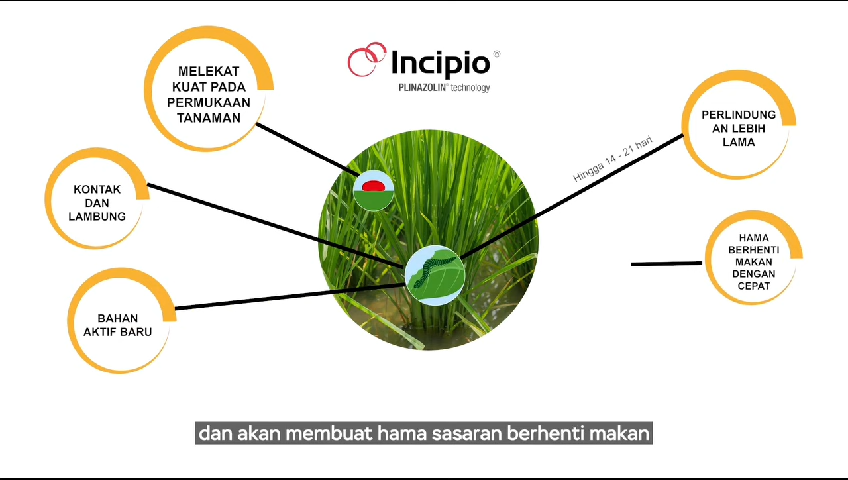 Incipio®
PLINAZOLIN® technology
MELEKAT
KUAT PADA
PERMUKAAN
TANAMAN
KONTAK
DAN
LAMBUNG
BAHAN
AKTIF BARU
Hingga 14 - 21 hari
PERLINDUNG
AN LEBIH
LAMA
HAMA
BERHENTI
MAKAN
DENGAN
CEPAT
dan akan membuat hama sasaran berhenti makan